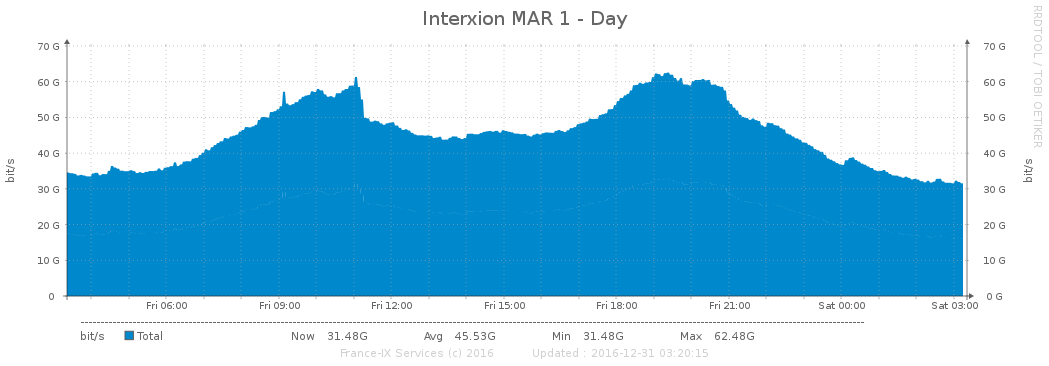 Interxion MAR 1 - Day
RRDTOOL / TOBI OETIKER
70 G 70 G
60 G 60 G
50 G 50 G
40 G 40 G
30 G 30 G
20 G 20 G
10 G 10 G
0 0 G
bit/s bit/s
Fri 06:00 Fri 09:00 Fri 12:00 Fri 15:00 Fri 18:00 Fri 21:00 Sat 00:00 Sat 03:00
bit/s Total Now 31.48G Avg 45.53G Min 31.48G Max 62.48G
France-IX Services (c) 2016 Updated : 2016-12-31 03:20:15